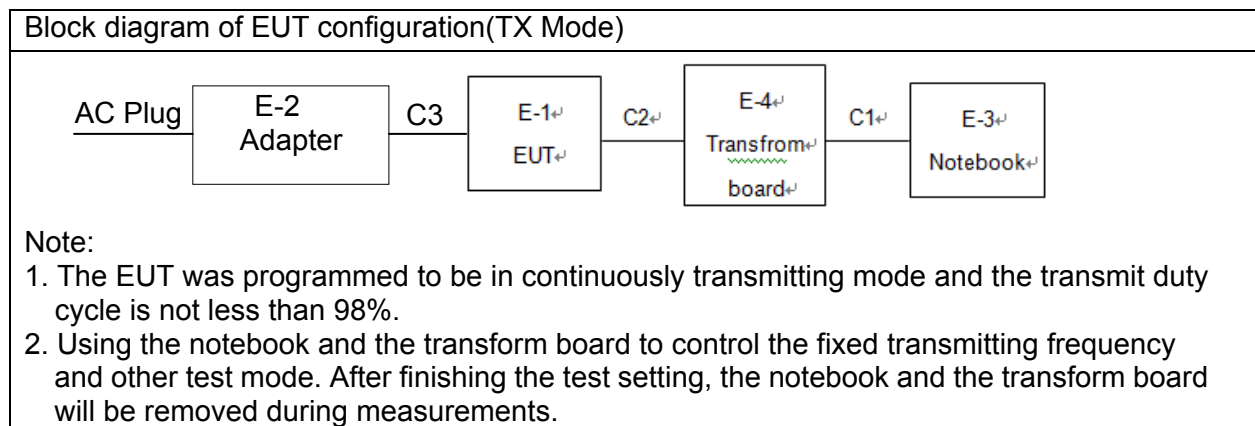 Block diagram of EUT configuration(TX Mode)
AC Plug
E-2
Adapter
C3
E-1↵
EUT↵
C2↵
E-4↵
Transfrom↵
board↵
C1↵
E-3↵
Notebook↵
Note:
1. The EUT was programmed to be in continuously transmitting mode and the transmit duty
cycle is not less than 98%.
2. Using the notebook and the transform board to control the fixed transmitting frequency
and other test mode. After finishing the test setting, the notebook and the transform board
will be removed during measurements.